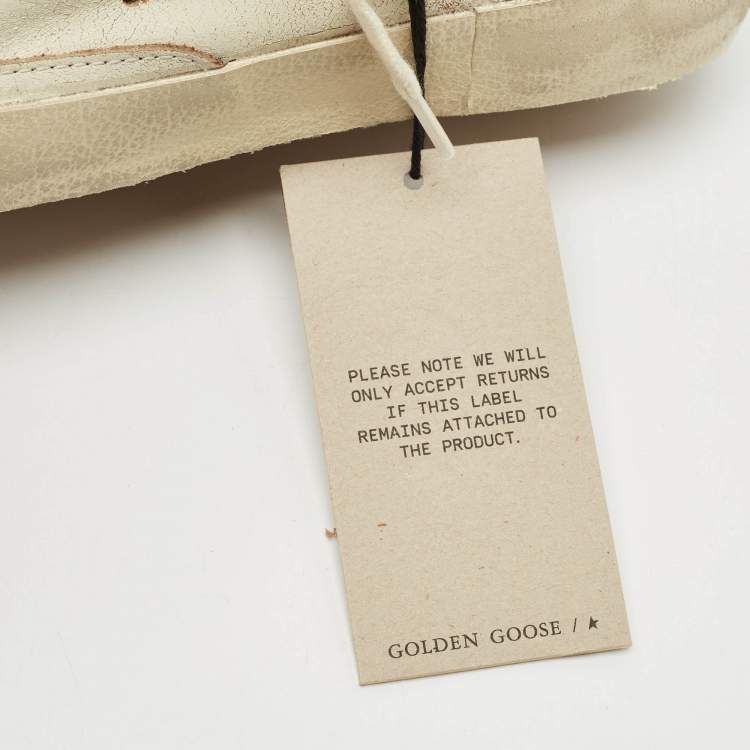 PLEASE NOTE WE WILL
ONLY ACCEPT RETURNS
IF THIS LABEL
REMAINS ATTACHED TO
THE PRODUCT.
GOLDEN GOOSE /